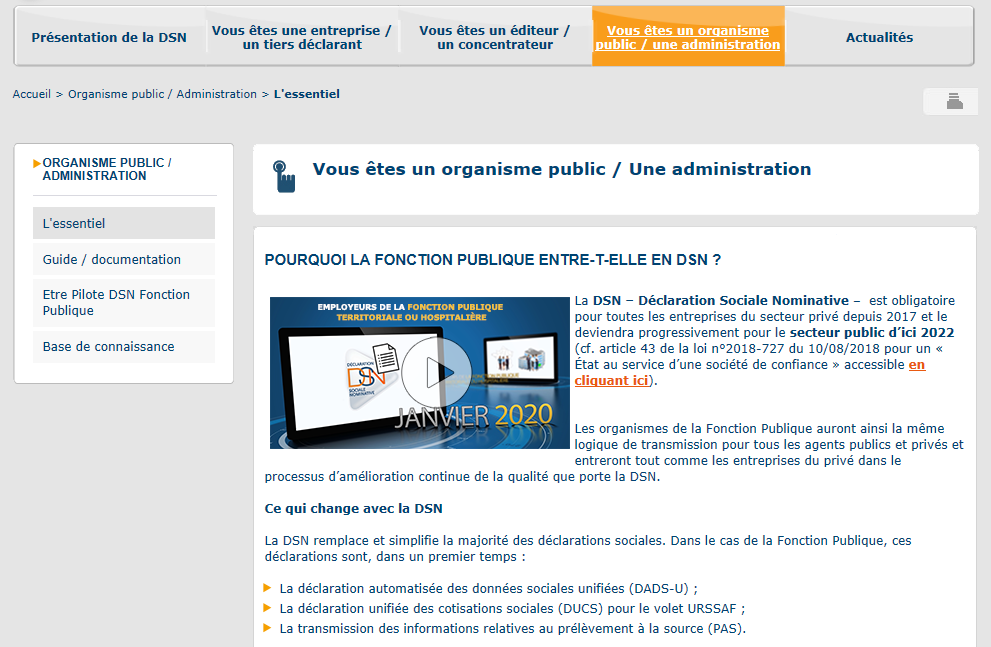 Présentation de la DSN
Vous êtes une entreprise /
un tiers déclarant
Vous êtes un éditeur /
un concentrateur
Vous êtes un organisme
public / une administration
Actualités
Accueil > Organisme public / Administration > L'essentiel
ORGANISME PUBLIC /
ADMINISTRATION
L'essentiel
Guide / documentation
Etre Pilote DSN Fonction
Publique
Base de connaissance
Vous êtes un organisme public / Une administration
POURQUOI LA FONCTION PUBLIQUE ENTRE-T-ELLE EN DSN ?
EMPLOYEURS DE LA FONCTION PUBLIQUE
TERRITORIALE OU HOSPITALIÈRE
DÉCLARATION
DSN
SOCIALE
NOMINATIVE
JANVIER 2020
La DSN – Déclaration Sociale Nominative – est obligatoire
pour toutes les entreprises du secteur privé depuis 2017 et le
deviendra progressivement pour le secteur public d’ici 2022
(cf. article 43 de la loi n°2018-727 du 10/08/2018 pour un «
État au service d’une société de confiance » accessible en
cliquant ici).
Les organismes de la Fonction Publique auront ainsi la même
logique de transmission pour tous les agents publics et privés et
entreront tout comme les entreprises du privé dans le
processus d’amélioration continue de la qualité que porte la DSN.
Ce qui change avec la DSN
La DSN remplace et simplifie la majorité des déclarations sociales. Dans le cas de la Fonction Publique, ces
déclarations sont, dans un premier temps :
La déclaration automatisée des données sociales unifiées (DADS-U) ;
La déclaration unifiée des cotisations sociales (DUCS) pour le volet URSSAF ;
La transmission des informations relatives au prélèvement à la source (PAS).